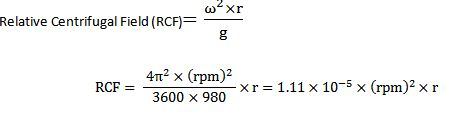 Relative Centrifugal Field (RCF)= ω²×r / g
RCF = 4π² × (rpm)² / 3600 × 980 × r = 1.11 × 10⁻⁵ × (rpm)² × r